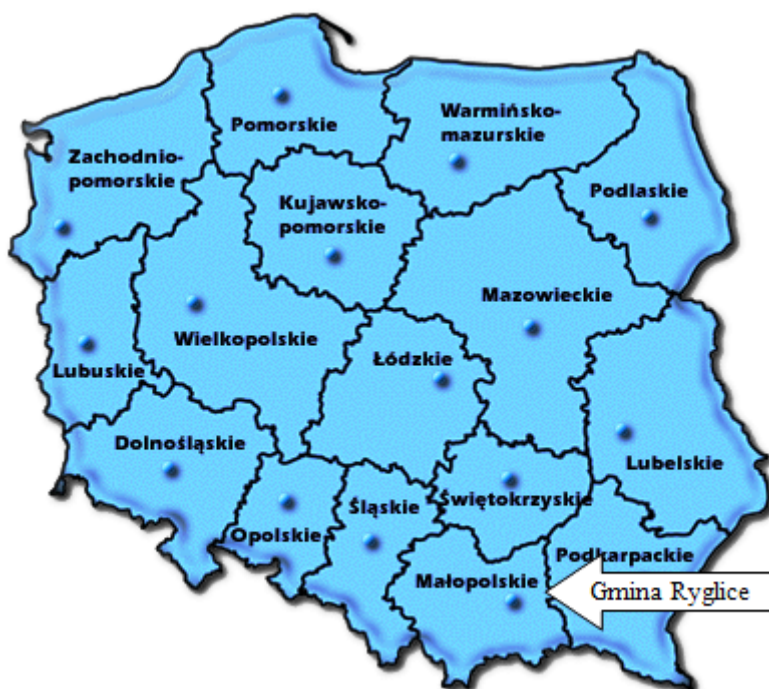 Pomorskie
Warmińsko-
mazurskie
Zachodnio-
pomorskie
Podlaskie
Kujawsko-
pomorskie
Mazowieckie
Wielkopolskie
Łódzkie
Lubuskie
Dolnośląskie
Lubelskie
Świętokrzyskie
Śląskie
Opolskie
Podkarpackie
Małopolskie
Gmina Ryglice